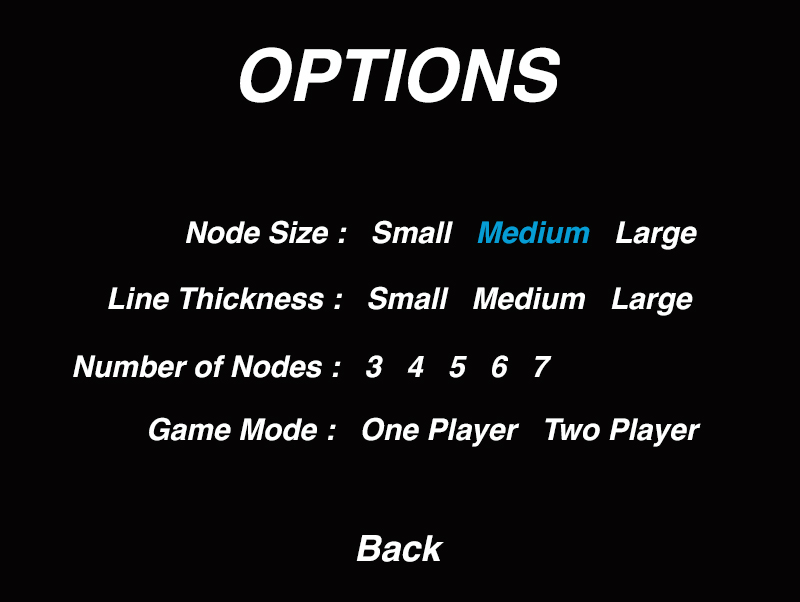 OPTIONS
Node Size : Small Medium Large
Line Thickness : Small Medium Large
Number of Nodes : 3 4 5 6 7
Game Mode : One Player Two Player
Back